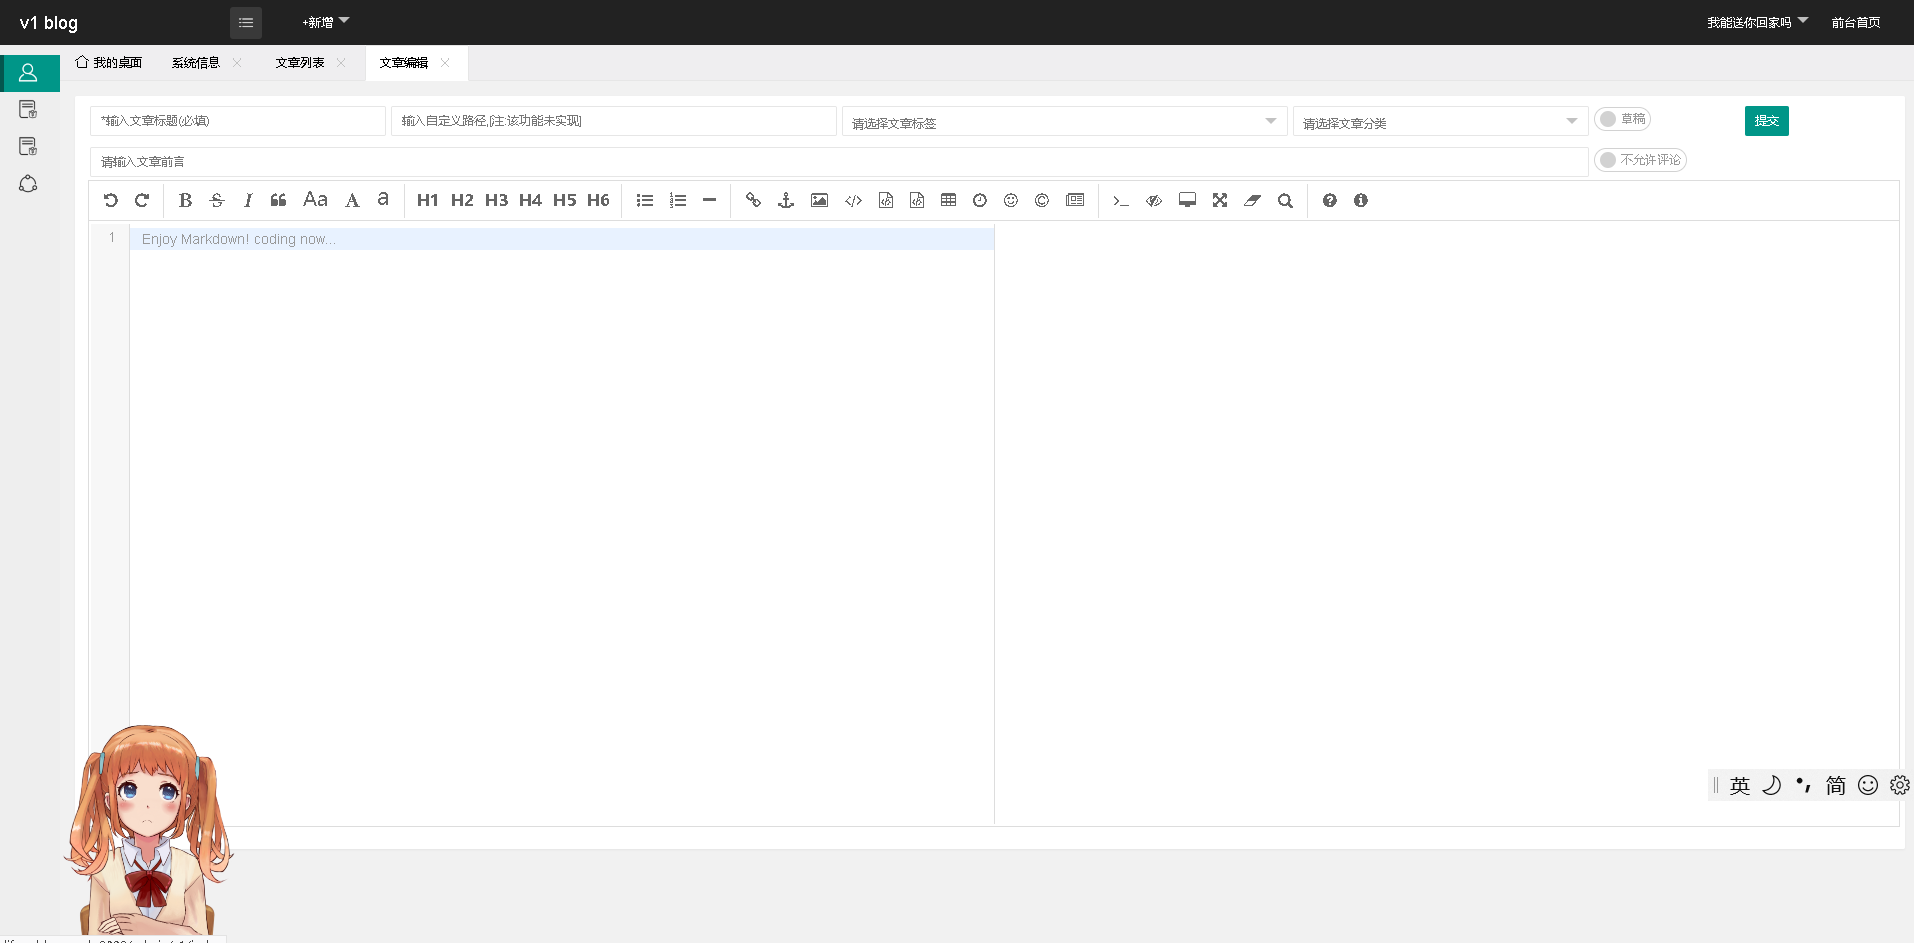 v1 blog
+新增
我能送你回家吗
前台首页
我的桌面
系统信息
文章列表
文章编辑
*输入文章标题(必填)
输入自定义路径,[注:该功能未实现]
请选择文章标签
请选择文章分类
草稿
提交
请输入文章前言
不允许评论
B S I Aa A a H1 H2 H3 H4 H5 H6
1
Enjoy Markdown! coding now...
英 简